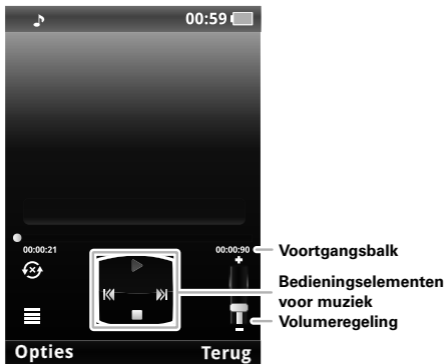 00:59
00:00:21
00:00:90
Voortgangsbalk
Bedieningselementen
voor muziek
Volumeregeling
Opties
Terug